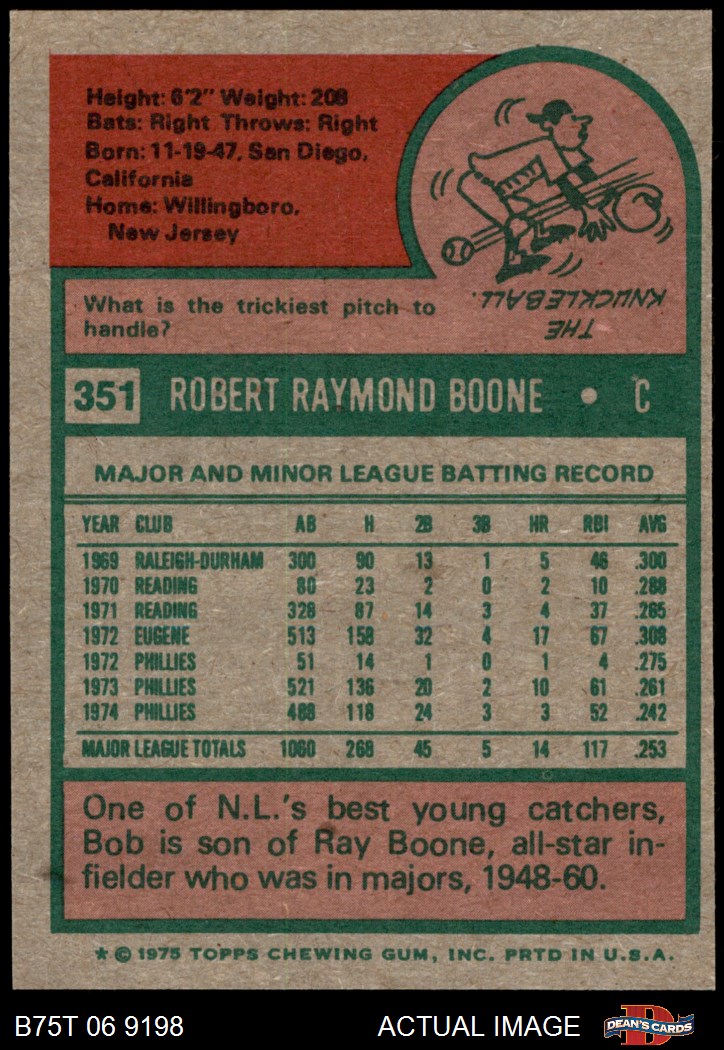 Height: 6'2" Weight: 208
Bats: Right Throws: Right
Born: 11-19-47, San Diego,
California
Home: Willingboro,
New Jersey
THE
KNUCKLEBALL.
What is the trickiest pitch to
handle?
351 ROBERT RAYMOND BOONE • C
MAJOR AND MINOR LEAGUE BATTING RECORD
YEAR CLUB AB H 2B 3B HR RBI AVG
1969 RALEIGH-DURHAM 300 90 13 1 5 46 .300
1970 READING 80 23 2 0 2 10 .288
1971 READING 328 87 14 3 4 37 .265
1972 EUGENE 513 158 32 4 17 67 .308
1972 PHILLIES 51 14 1 0 1 4 .275
1973 PHILLIES 521 136 20 2 10 61 .261
1974 PHILLIES 488 118 24 3 3 52 .242
MAJOR LEAGUE TOTALS 1060 268 45 5 14 117 .253
One of N.L.'s best young catchers,
Bob is son of Ray Boone, all-star in-
fielder who was in majors, 1948-60.
★ © 1975 TOPPS CHEWING GUM, INC. PRTD IN U.S.A.
B75T 06 9198 ACTUAL IMAGE
DEAN'S CARDS